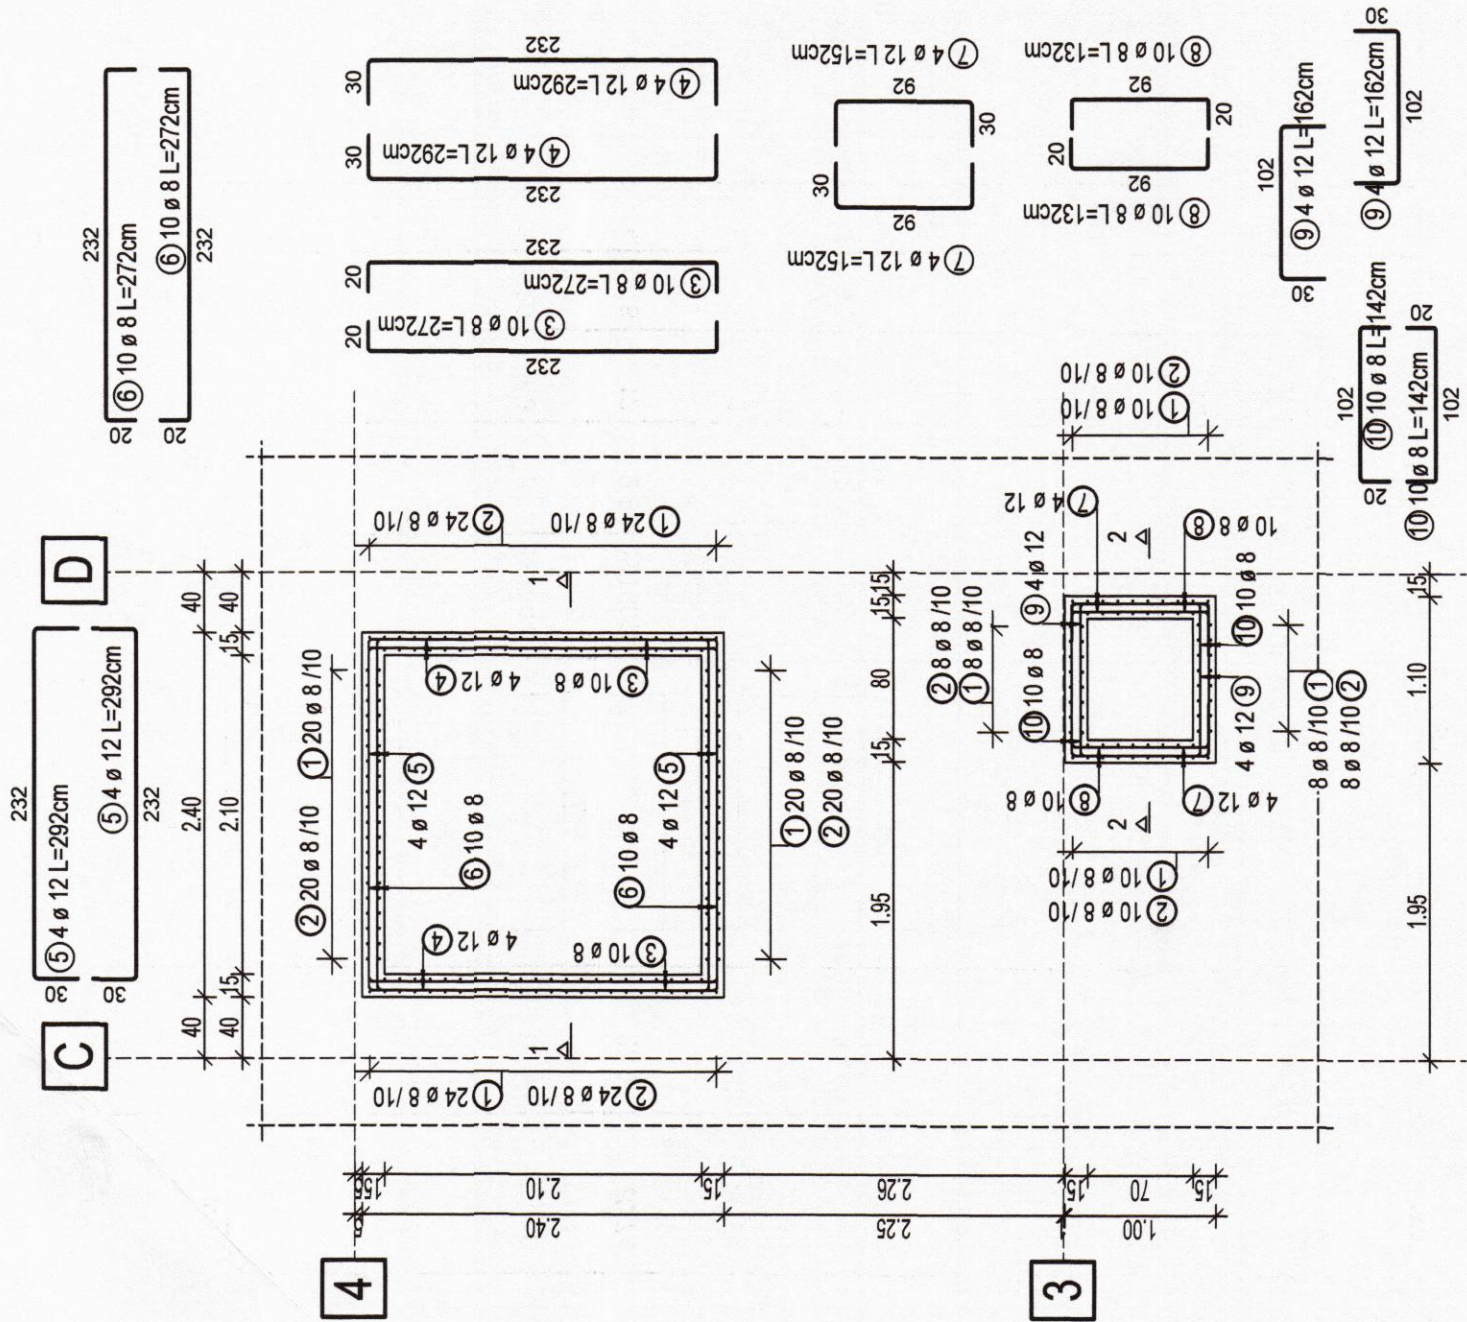 232
⑥ 10 ø 8 L=272cm
20
⑥ 10 ø 8 L=272cm
20
232
232
30
④ 4 ø 12 L=292cm
④ 4 ø 12 L=292cm
30
232
232
20
③ 10 ø 8 L=272cm
③ 10 ø 8 L=272cm
20
232
⑦ 4 ø 12 L=152cm
92
30
30
92
⑦ 4 ø 12 L=152cm
⑧ 10 ø 8 L=132cm
92
20
20
92
⑧ 10 ø 8 L=132cm
102
⑨ 4 ø 12 L=162cm
30
30
⑨ 4 ø 12 L=162cm
102
102
⑩ 10 ø 8 L=142cm
20
20
⑩ 10 ø 8 L=142cm
102
D
232
⑤ 4 ø 12 L=292cm
30
⑤ 4 ø 12 L=292cm
30
232
C
40
2.40
40
40
15
2.10
15
40
① 20 ø 8 /10
② 20 ø 8 /10
② 24 ø 8 /10
① 24 ø 8 /10
1
④ 4 ø 12
③ 10 ø 8
4 ø 12 ⑤
4 ø 12 ⑤
⑥ 10 ø 8
⑥ 10 ø 8
④ 4 ø 12
③ 10 ø 8
1
① 24 ø 8 /10
② 24 ø 8 /10
① 20 ø 8 /10
② 20 ø 8 /10
15
15
80
15
1.95
② 10 ø 8 /10
① 10 ø 8 /10
② 8 ø 8 /10
① 8 ø 8 /10
⑦ 4 ø 12
⑨ 4 ø 12
2
⑧ 10 ø 8
⑩ 10 ø 8
⑩ 10 ø 8
4 ø 12 ⑨
⑧ 10 ø 8
⑦ 4 ø 12
2
① 10 ø 8 /10
② 10 ø 8 /10
8 ø 8 /10 ①
8 ø 8 /10 ②
15
1.10
1.95
5
15
2.10
15
2.26
15
70
15
5
2.40
2.25
1
1.00
4
3